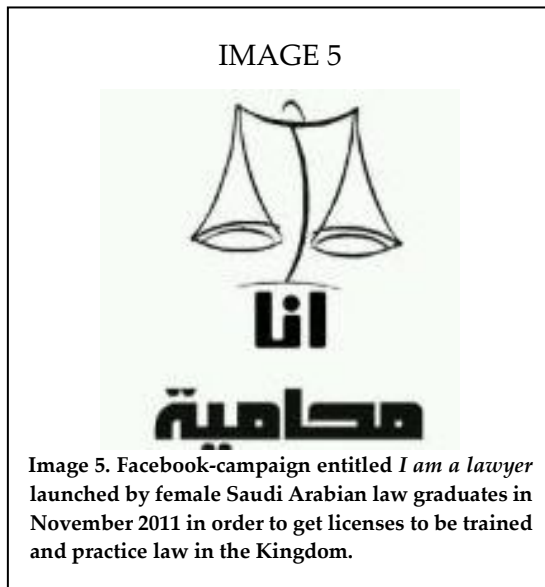 IMAGE 5
انا
محامية
Image 5. Facebook-campaign entitled I am a lawyer
launched by female Saudi Arabian law graduates in
November 2011 in order to get licenses to be trained
and practice law in the Kingdom.